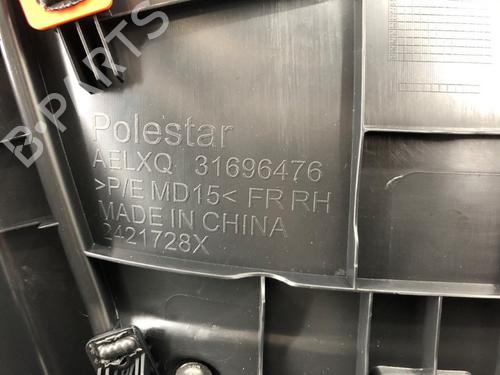 B·PARTS
Polestar
AELXQ 31696476
>P/E MD15< FR RH
MADE IN CHINA
2421728X